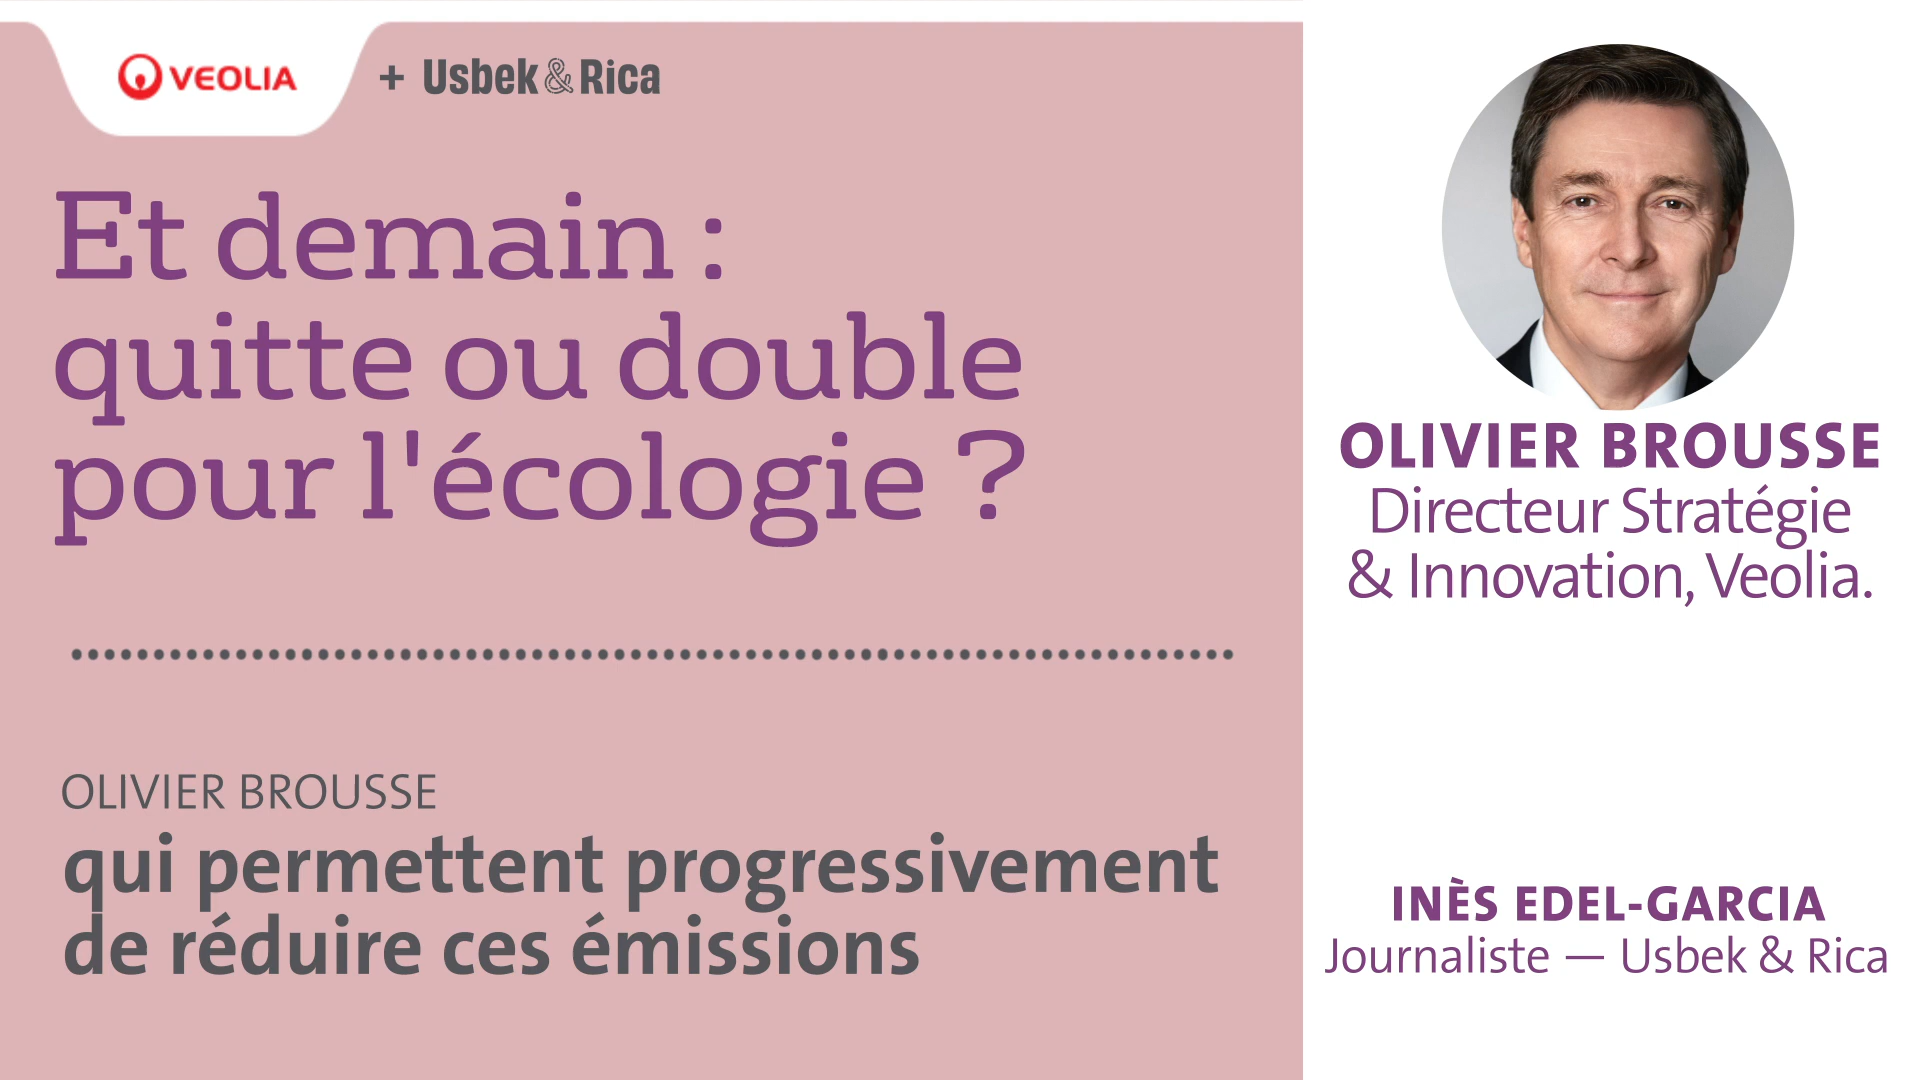 VEOLIA + Usbek & Rica
Et demain :
quitte ou double
pour l'écologie ?
OLIVIER BROUSSE
qui permettent progressivement
de réduire ces émissions
OLIVIER BROUSSE
Directeur Stratégie
& Innovation, Veolia.
INÈS EDEL-GARCIA
Journaliste — Usbek & Rica